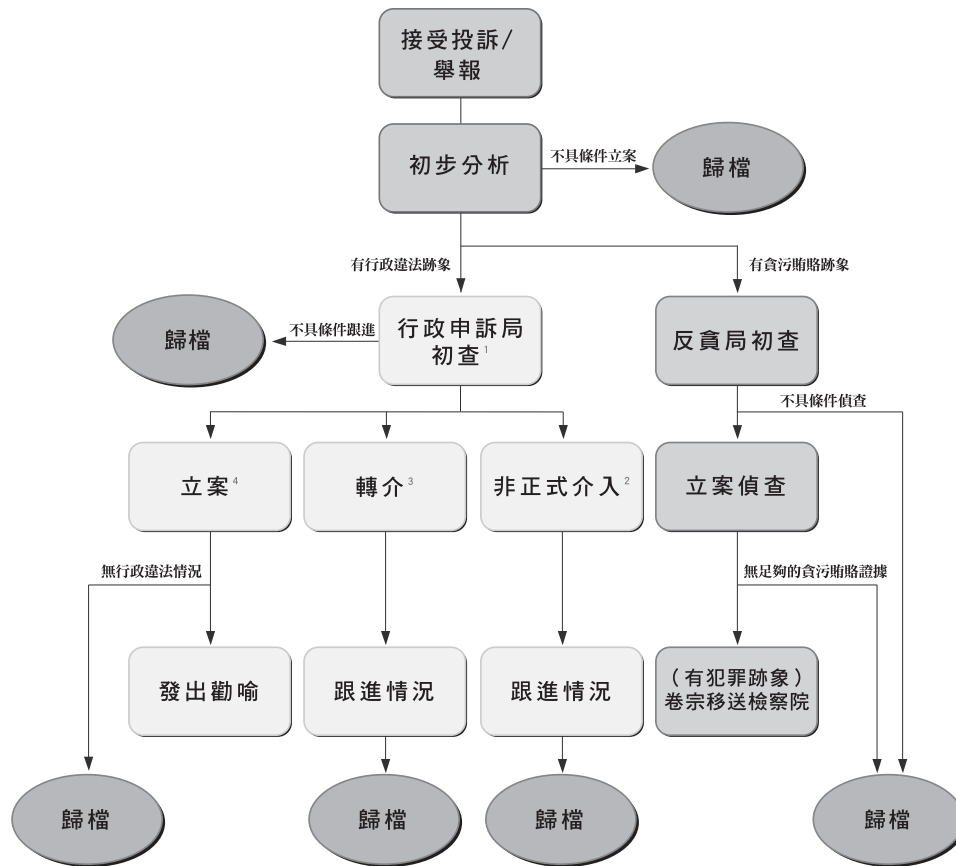 接受投訴/
舉報
初步分析
不具條件立案
歸檔
有行政違法跡象
有貪污賄賂跡象
歸檔
不具條件跟進
行政申訴局
初查1
反貪局初查
不具條件偵查
立案4
轉介3
非正式介入2
立案偵查
無行政違法情況
無足夠的貪污賄賂證據
發出勸喻
跟進情況
跟進情況
(有犯罪跡象)
卷宗移送檢察院
歸檔
歸檔
歸檔
歸檔